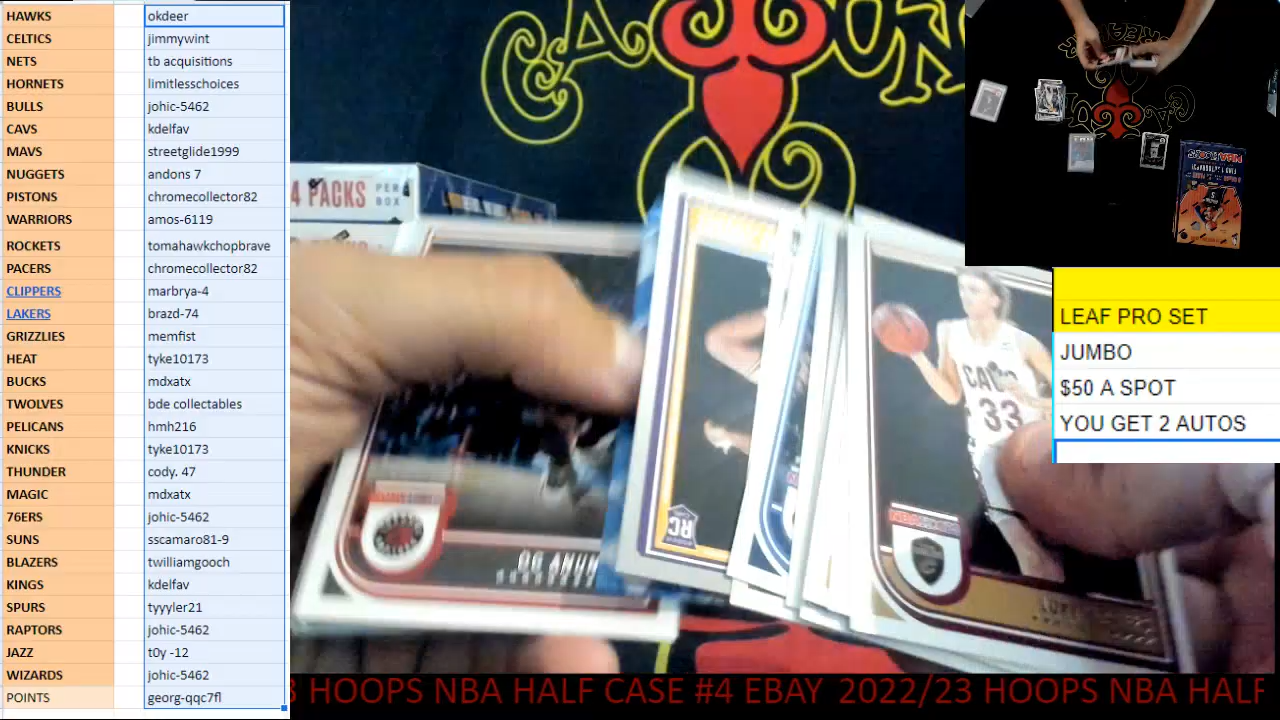 HAWKS okdeer
CELTICS jimmywint
NETS tb acquisitions
HORNETS limitlesschoices
BULLS johic-5462
CAVS kdelfav
MAVS streetglide1999
NUGGETS andons 7
PISTONS chromecollector82
WARRIORS amos-6119
ROCKETS tomahawkchopbrave
PACERS chromecollector82
CLIPPERS marbrya-4
LAKERS brazd-74
GRIZZLIES memfist
HEAT tyke10173
BUCKS mdxatx
TWOLVES bde collectables
PELICANS hmh216
KNICKS tyke10173
THUNDER cody. 47
MAGIC mdxatx
76ERS johic-5462
SUNS sscamaro81-9
BLAZERS twilliamgooch
KINGS kdelfav
SPURS tyyyler21
RAPTORS johic-5462
JAZZ t0y -12
WIZARDS johic-5462
POINTS georg-qqc7fl
4 PACKS PER BOX
RC
CAVS
33
NBA HOOPS
LEAF PRO SET
JUMBO
$50 A SPOT
YOU GET 2 AUTOS
HOOPS NBA HALF CASE #4 EBAY 2022/23 HOOPS NBA HALF